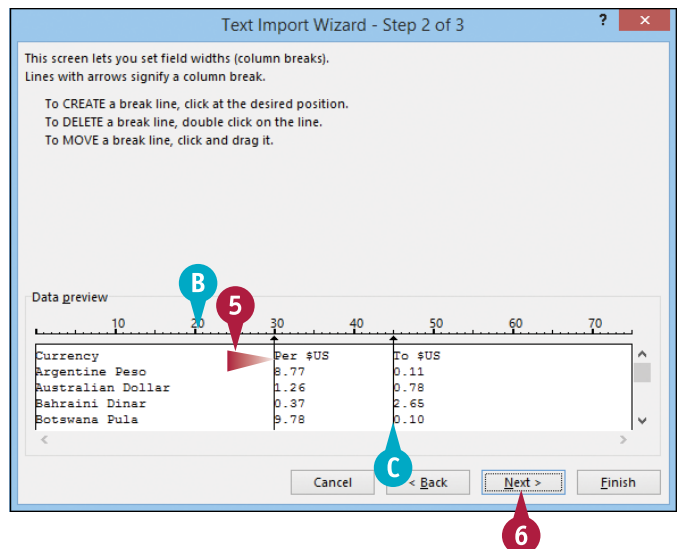 Text Import Wizard - Step 2 of 3
?
×
This screen lets you set field widths (column breaks).
Lines with arrows signify a column break.
To CREATE a break line, click at the desired position.
To DELETE a break line, double click on the line.
To MOVE a break line, click and drag it.
B
5
Data preview
10 20 30 40 50 60 70
Currency Per $US To $US
Argentine Peso 8.77 0.11
Australian Dollar 1.26 0.78
Bahraini Dinar 0.37 2.65
Botswana Pula 9.78 0.10
C
Cancel < Back Next > Finish
6